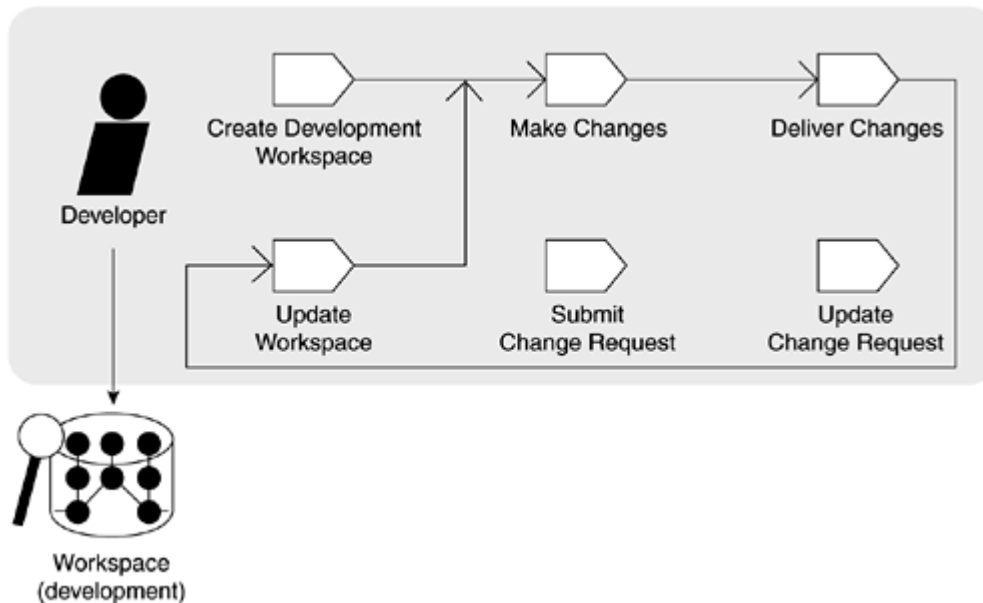 Create Development
Workspace
Make Changes
Deliver Changes
Developer
Update
Workspace
Submit
Change Request
Update
Change Request
Workspace
(development)